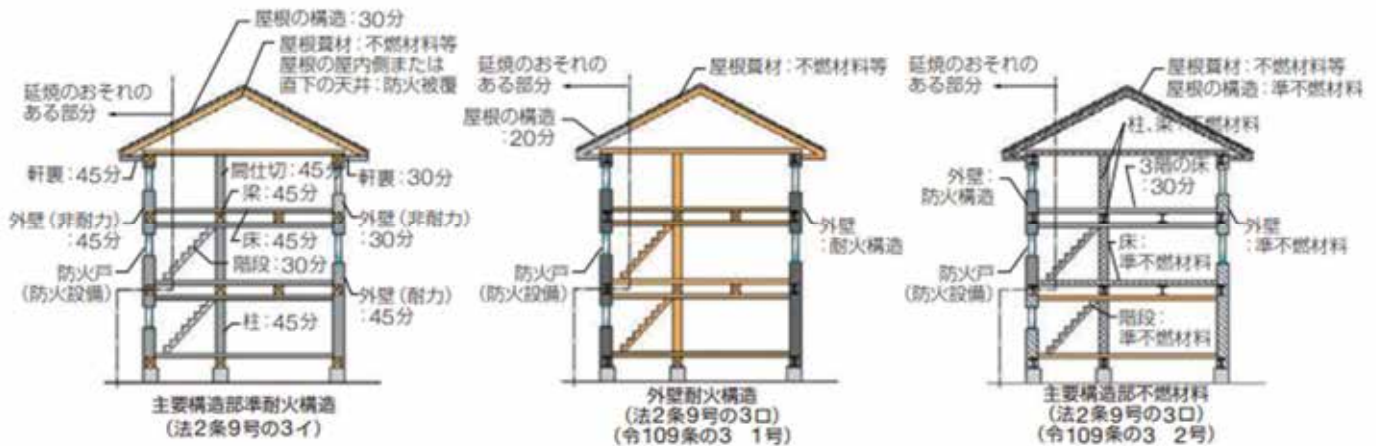 屋根の構造:30分
屋根葺材:不燃材料等
屋根の屋内側または
直下の天井:防火被覆
延焼のおそれの
ある部分
軒裏:45分
間仕切:45分
軒裏:30分
梁:45分
外壁(非耐力)
:45分
外壁(非耐力)
:30分
床:45分
階段:30分
防火戸
(防火設備)
外壁(耐力)
:45分
柱:45分
主要構造部準耐火構造
(法2条9号の3イ)
延焼のおそれの
ある部分
屋根葺材:不燃材料等
屋根の構造
:20分
外壁
:耐火構造
防火戸
(防火設備)
外壁耐火構造
(法2条9号の3ロ)
(令109条の3 1号)
延焼のおそれの
ある部分
屋根葺材:不燃材料等
屋根の構造:準不燃材料
柱、梁:不燃材料
3階の床
:30分
外壁:
防火構造
外壁
:準不燃材料
床:
準不燃材料
防火戸
(防火設備)
階段:
準不燃材料
主要構造部不燃材料
(法2条9号の3ロ)
(令109条の3 2号)